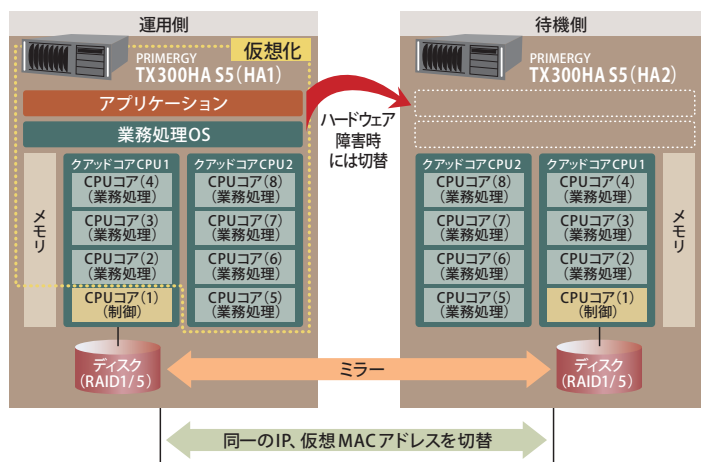 運用側
仮想化
PRIMERGY
TX300HA S5(HA1)
アプリケーション
業務処理OS
メモリ
クアッドコアCPU1
CPUコア(4)
(業務処理)
CPUコア(3)
(業務処理)
CPUコア(2)
(業務処理)
CPUコア(1)
(制御)
クアッドコアCPU2
CPUコア(8)
(業務処理)
CPUコア(7)
(業務処理)
CPUコア(6)
(業務処理)
CPUコア(5)
(業務処理)
ディスク
(RAID1/5)
ハードウェア
障害時
には切替
待機側
PRIMERGY
TX300HA S5(HA2)
クアッドコアCPU2
CPUコア(8)
(業務処理)
CPUコア(7)
(業務処理)
CPUコア(6)
(業務処理)
CPUコア(5)
(業務処理)
クアッドコアCPU1
CPUコア(4)
(業務処理)
CPUコア(3)
(業務処理)
CPUコア(2)
(業務処理)
CPUコア(1)
(制御)
メモリ
ディスク
(RAID1/5)
ミラー
同一のIP、仮想MACアドレスを切替